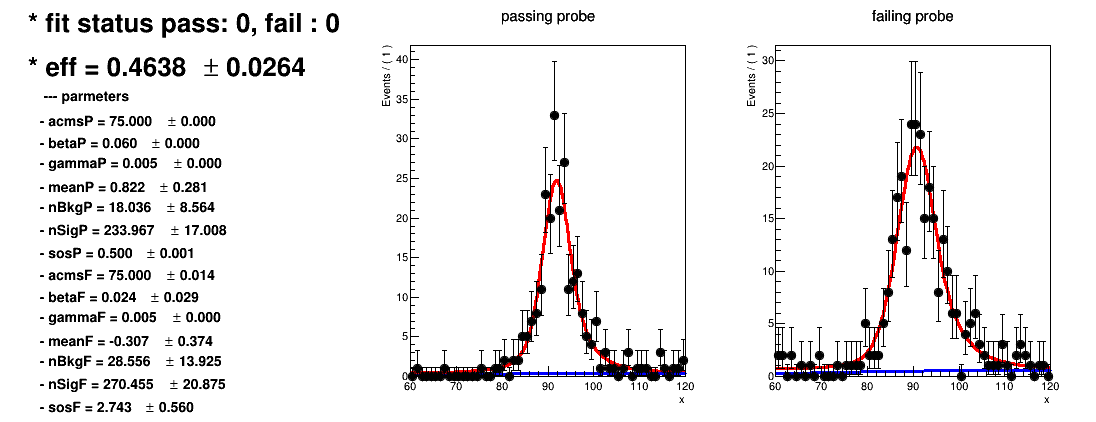 * fit status pass: 0, fail : 0
* eff = 0.4638 ± 0.0264
--- parmeters
- acmsP = 75.000 ± 0.000
- betaP = 0.060 ± 0.000
- gammaP = 0.005 ± 0.000
- meanP = 0.822 ± 0.281
- nBkgP = 18.036 ± 8.564
- nSigP = 233.967 ± 17.008
- sosP = 0.500 ± 0.001
- acmsF = 75.000 ± 0.014
- betaF = 0.024 ± 0.029
- gammaF = 0.005 ± 0.000
- meanF = -0.307 ± 0.374
- nBkgF = 28.556 ± 13.925
- nSigF = 270.455 ± 20.875
- sosF = 2.743 ± 0.560
passing probe
Events / ( 1 )
40
35
30
25
20
15
10
5
0
60 70 80 90 100 110 120
x
failing probe
Events / ( 1 )
30
25
20
15
10
5
0
60 70 80 90 100 110 120
x